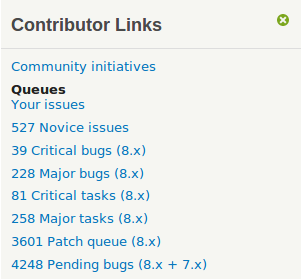 Contributor Links
Community initiatives
Queues
Your issues
527 Novice issues
39 Critical bugs (8.x)
228 Major bugs (8.x)
81 Critical tasks (8.x)
258 Major tasks (8.x)
3601 Patch queue (8.x)
4248 Pending bugs (8.x + 7.x)